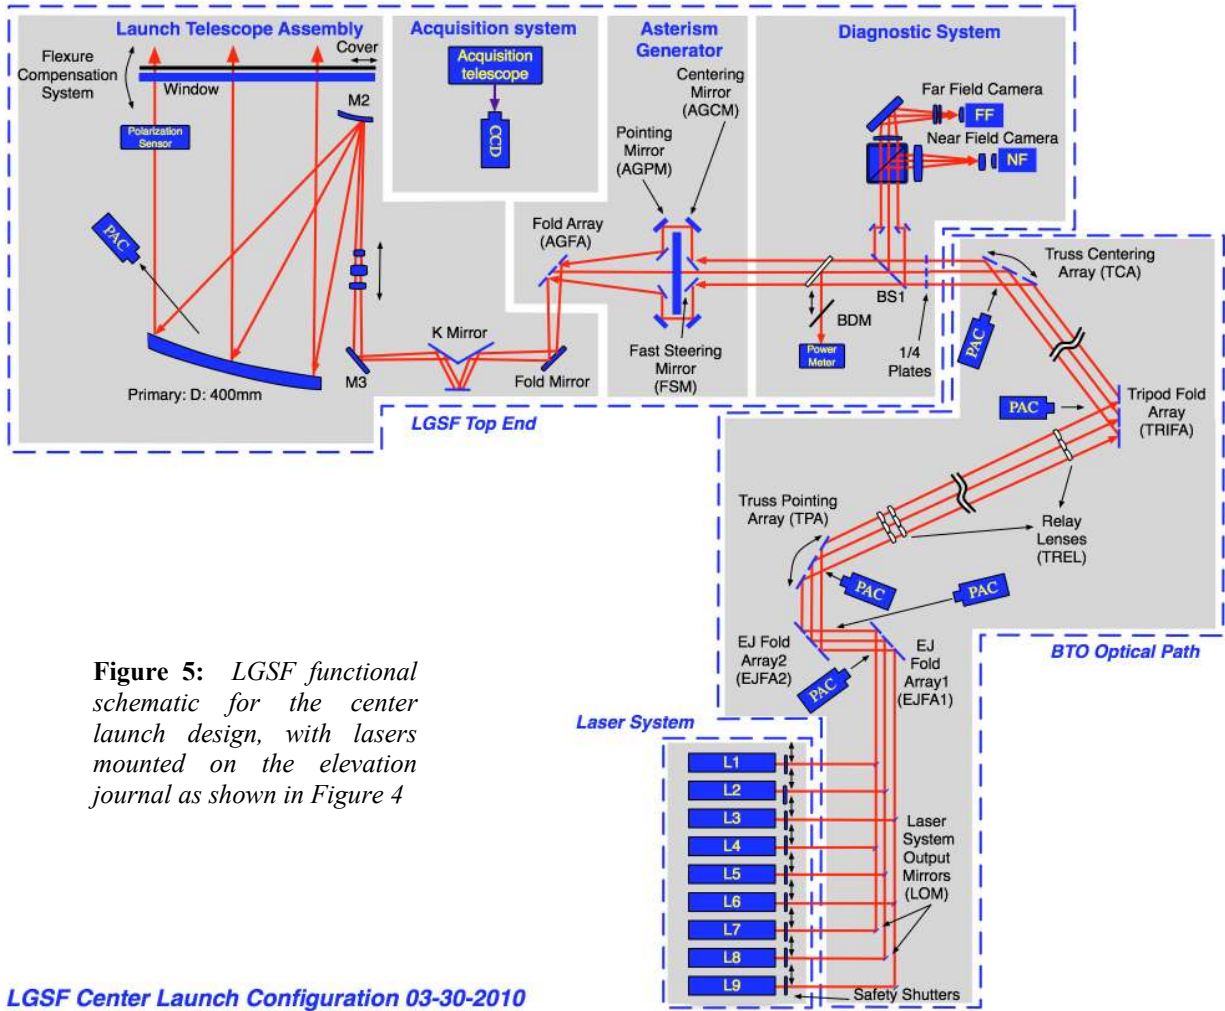 Launch Telescope Assembly
Flexure
Compensation
System
Cover
Window
Polarization
Sensor
M2
PAC
M3
Primary: D: 400mm
K Mirror
Fold Mirror
LGSF Top End
Acquisition system
Acquisition
telescope
CCD
Asterism
Generator
Centering
Mirror
(AGCM)
Pointing
Mirror
(AGPM)
Fold Array
(AGFA)
Fast Steering
Mirror
(FSM)
Diagnostic System
Far Field Camera
FF
Near Field Camera
NF
BS1
BDM
Power
Meter
1/4
Plates
Truss Centering
Array (TCA)
PAC
PAC
Tripod Fold
Array
(TRIFA)
Truss Pointing
Array (TPA)
Relay
Lenses
(TREL)
PAC
PAC
EJ Fold
Array2
(EJFA2)
EJ
Fold
Array1
(EJFA1)
PAC
BTO Optical Path
Laser System
L1
L2
L3
L4
L5
L6
L7
L8
L9
Laser
System
Output
Mirrors
(LOM)
Safety Shutters
Figure 5: LGSF functional
schematic for the center
launch design, with lasers
mounted on the elevation
journal as shown in Figure 4
LGSF Center Launch Configuration 03-30-2010